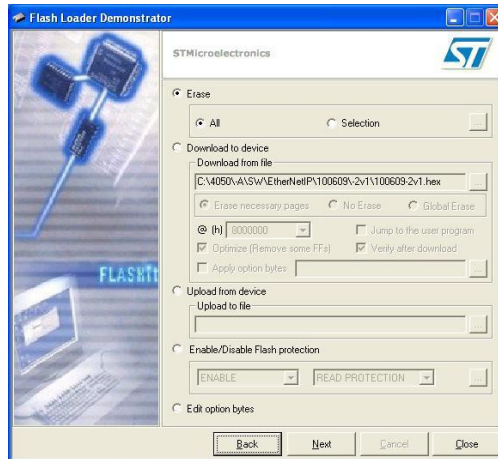 Flash Loader Demonstrator
STMicroelectronics
ST
Erase
All Selection ...
Download to device
Download from file
C:\4050\-A\SW\EtherNetIP\100609\-2v1\100609-2v1.hex ...
Erase necessary pages No Erase Global Erase
@ (h) 8000000 Jump to the user program
Optimize (Remove some FFs) Verify after download
Apply option bytes ...
Upload from device
Upload to file
...
Enable/Disable Flash protection
ENABLE READ PROTECTION ...
Edit option bytes
Back Next Cancel Close